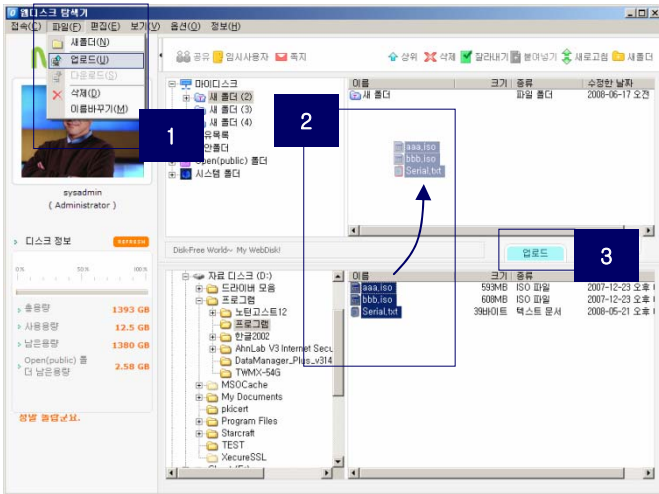 웹디스크 탐색기
접속(C) 파일(F) 편집(E) 보기(V) 옵션(O) 정보(H)
새폴더(N)
업로드(U)
다운로드(S)
삭제(D)
이름바꾸기(M)
공유 임시사용자 쪽지 상위 삭제 잘라내기 붙여넣기 새로고침 새폴더
1
2
3
마이디스크
새 폴더 (2)
새 폴더 (3)
새 폴더 (4)
유목록
안폴더
Open(public) 폴더
시스템 폴더
이름 크기 종류 수정한 날짜
새 폴더 파일 폴더 2008-06-17 오전
aaa.iso
bbb.iso
Serial.txt
sysadmin
( Administrator )
디스크 정보 REFRESH
0% 50% 100%
총용량 1393 GB
사용용량 12.5 GB
남은용량 1380 GB
Open(public) 폴더 남은용량 2.58 GB
Disk-Free World~ My WebDisk!
업로드
자료 디스크 (D:)
드라이버 모음
프로그램
노턴고스트12
프로그램
한글2002
AhnLab V3 Internet Secu
DataManager_Plus_v314
TWMX-54G
MSOCache
My Documents
pkicert
Program Files
Starcraft
TEST
XecureSSL
이름 크기 종류 수정한 날짜
aaa.iso 593MB ISO 파일 2007-12-23 오후
bbb.iso 608MB ISO 파일 2007-12-23 오후
Serial.txt 39바이트 텍스트 문서 2008-05-21 오후